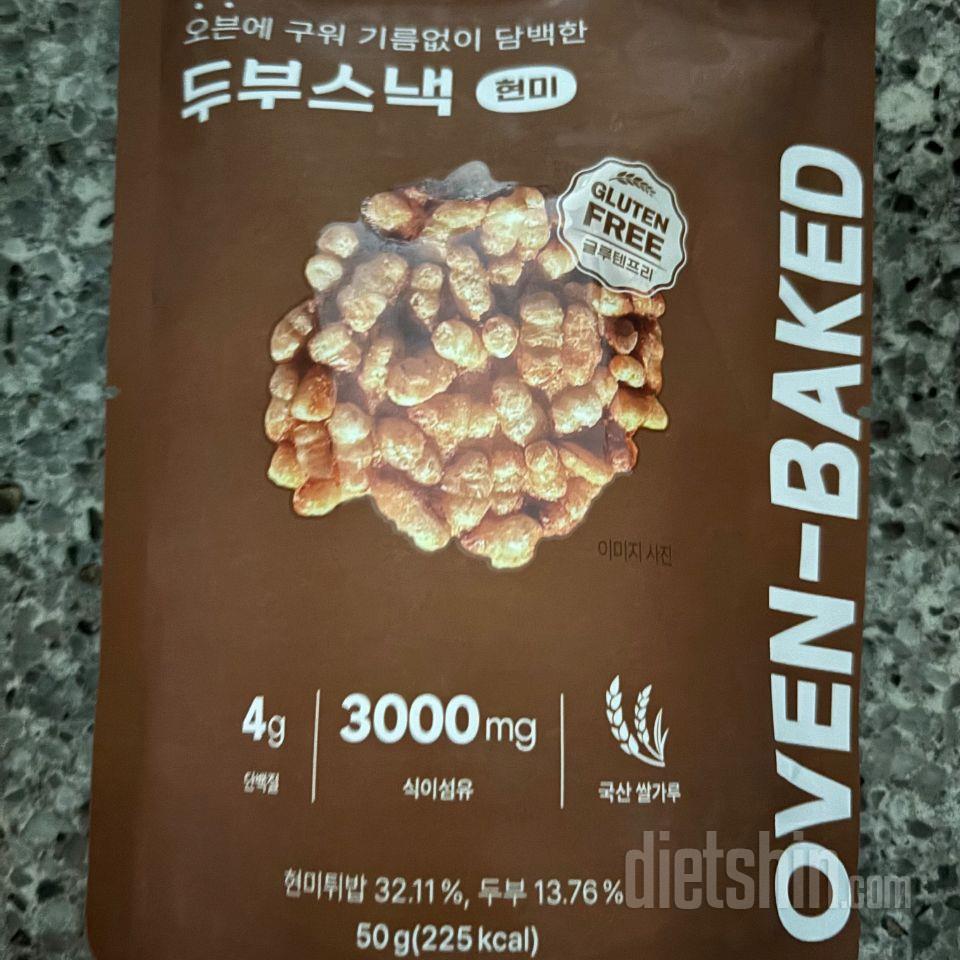 오븐에 구워 기름없이 담백한
두부스낵 현미
GLUTEN
FREE
글루텐프리
OVEN-BAKED
이미지 사진
4g
단백질
3000mg
식이섬유
국산 쌀가루
현미튀밥 32.11%, 두부 13.76%
50g(225kcal)
dietshin.com